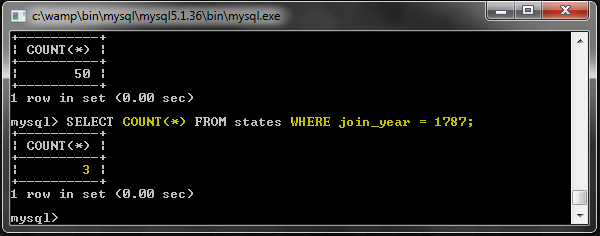 c:\wamp\bin\mysql\mysql5.1.36\bin\mysql.exe
+----------+
¦ COUNT(*) ¦
+----------+
¦       50 ¦
+----------+
1 row in set (0.00 sec)
mysql> SELECT COUNT(*) FROM states WHERE join_year = 1787;
+----------+
¦ COUNT(*) ¦
+----------+
¦        3 ¦
+----------+
1 row in set (0.00 sec)
mysql>